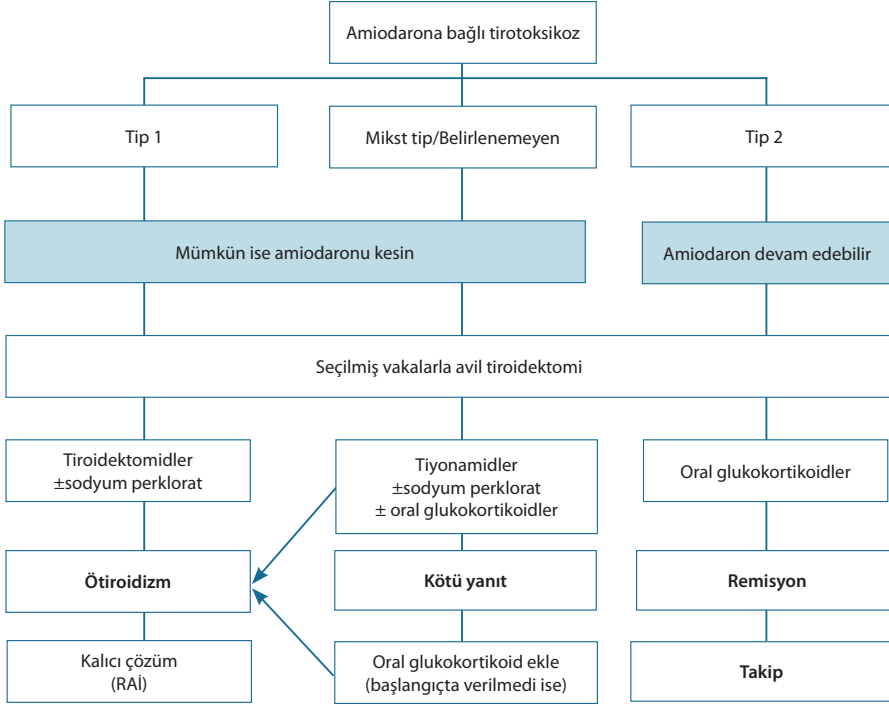 Amiodarona bağlı tirotoksikoz
Tip 1
Mikst tip/Belirlenemeyen
Tip 2
Mümkün ise amiodaronu kesin
Amiodaron devam edebilir
Seçilmiş vakalarla avil tiroidektomi
Tiroidektomidler
±sodyum perklorat
Tiyonamidler
±sodyum perklorat
± oral glukokortikoidler
Oral glukokortikoidler
Ötiroidizm
Kötü yanıt
Remisyon
Kalıcı çözüm
(RAİ)
Oral glukokortikoid ekle
(başlangıçta verilmedi ise)
Takip